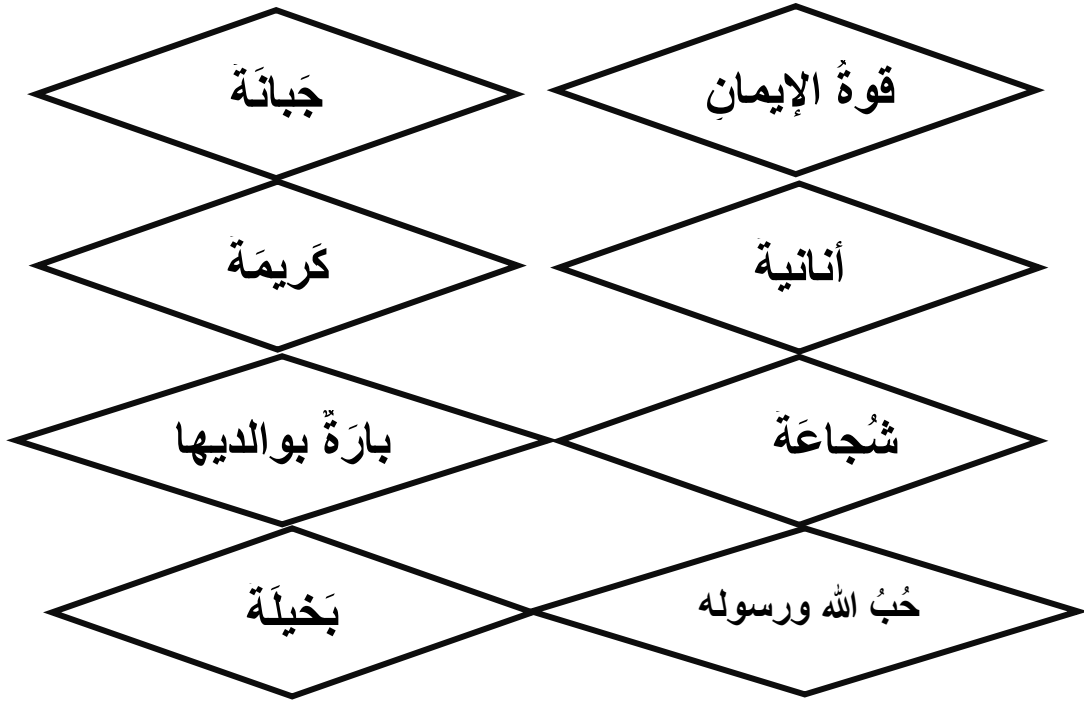 قوةُ الإيمانِ
جَبانَة
أنانية
كَريمَة
شُجاعَة
بارَةٌ بوالديها
حُبُ الله ورسوله
بَخيلَة